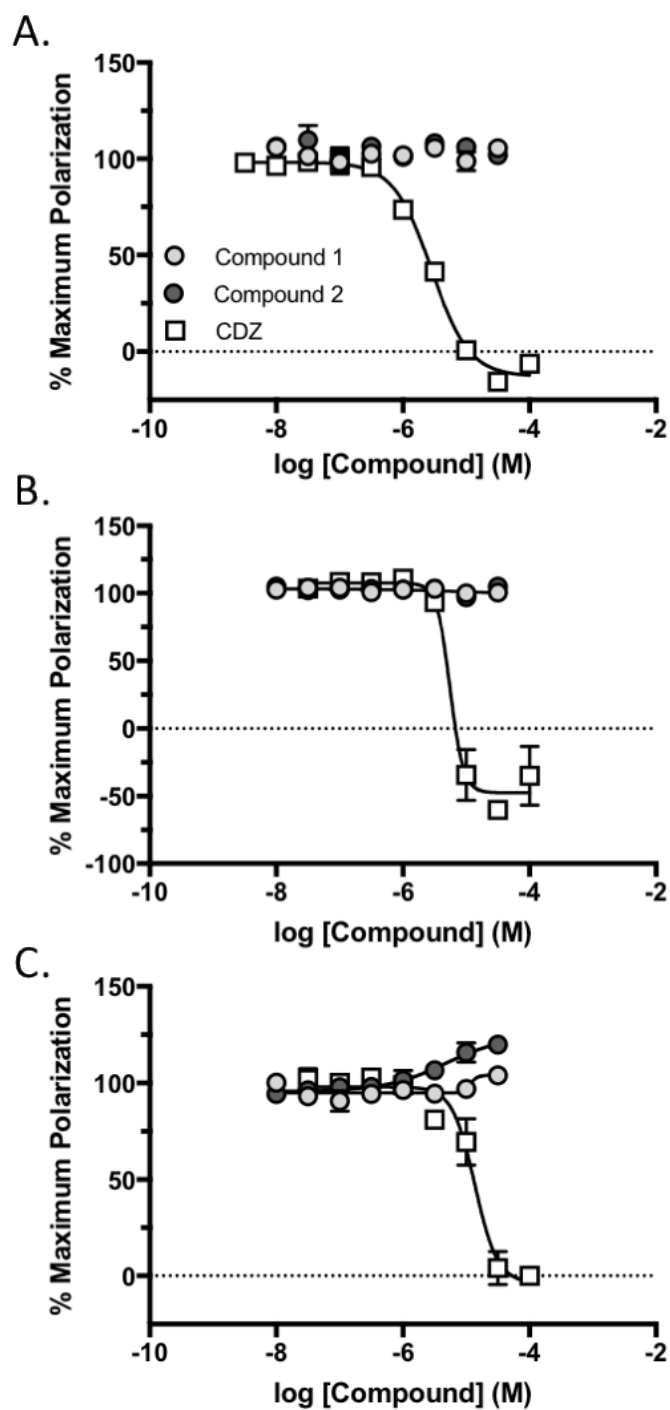 A.
% Maximum Polarization
150
100
50
0
Compound 1
Compound 2
CDZ
-10
-8
-6
-4
-2
log [Compound] (M)
B.
% Maximum Polarization
150
100
50
0
-50
-100
-10
-8
-6
-4
-2
log [Compound] (M)
C.
% Maximum Polarization
150
100
50
0
-10
-8
-6
-4
-2
log [Compound] (M)